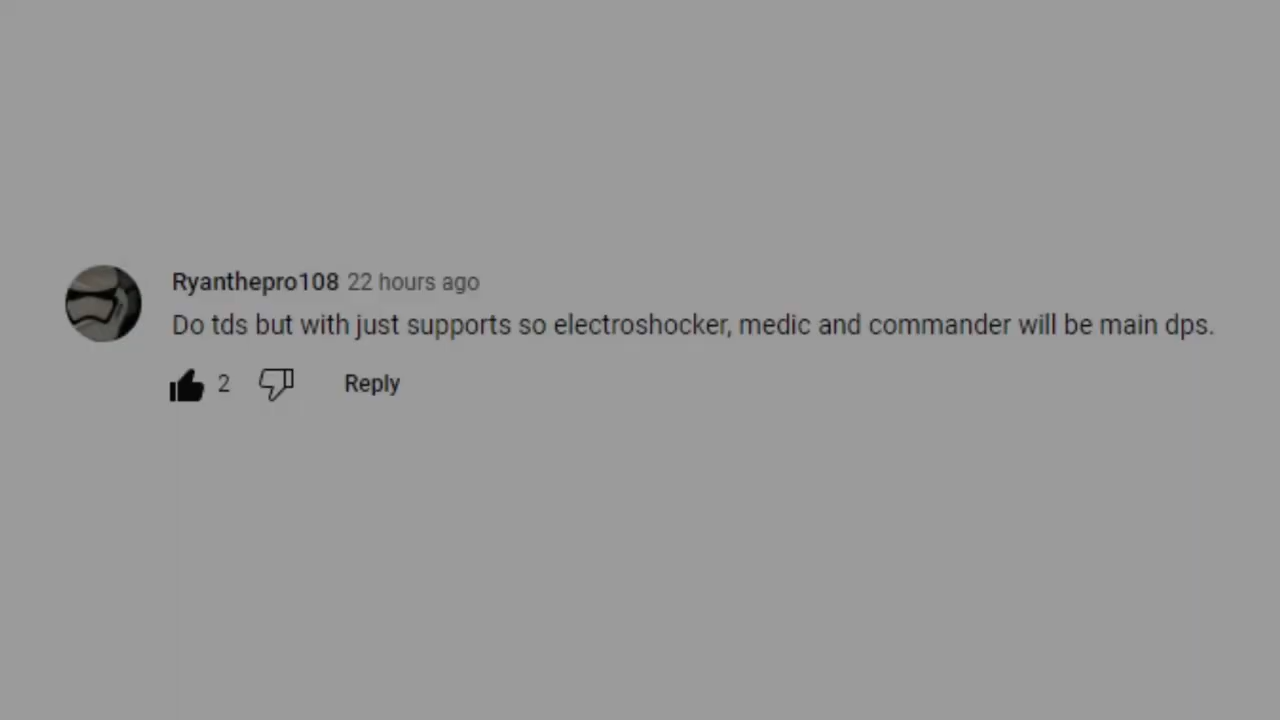 Ryanthepro108 22 hours ago
Do tds but with just supports so electroshocker, medic and commander will be main dps.
2 Reply